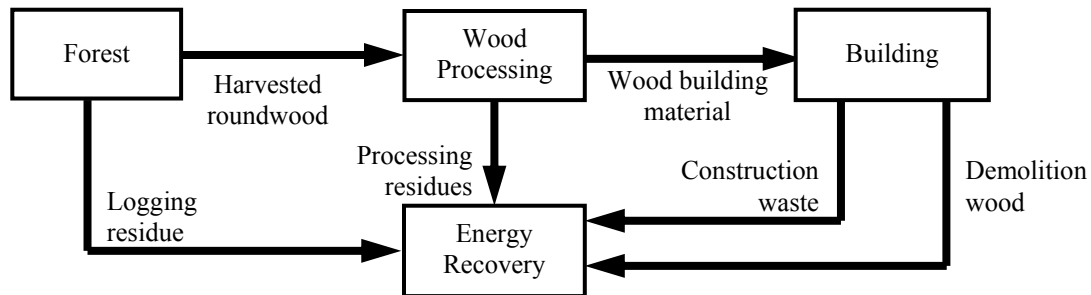 Forest
Harvested
roundwood
Wood
Processing
Wood building
material
Building
Logging
residue
Processing
residues
Construction
waste
Demolition
wood
Energy
Recovery